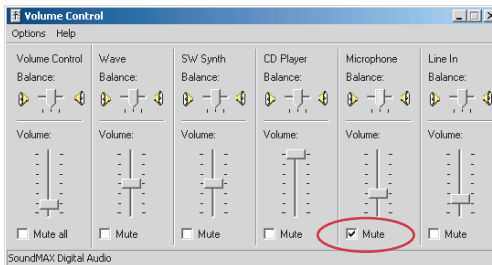 Volume Control
Options Help
Volume Control Wave SW Synth CD Player Microphone Line In
Balance: Balance: Balance: Balance: Balance: Balance:
Volume: Volume: Volume: Volume: Volume: Volume:
Mute all Mute Mute Mute Mute Mute
SoundMAX Digital Audio